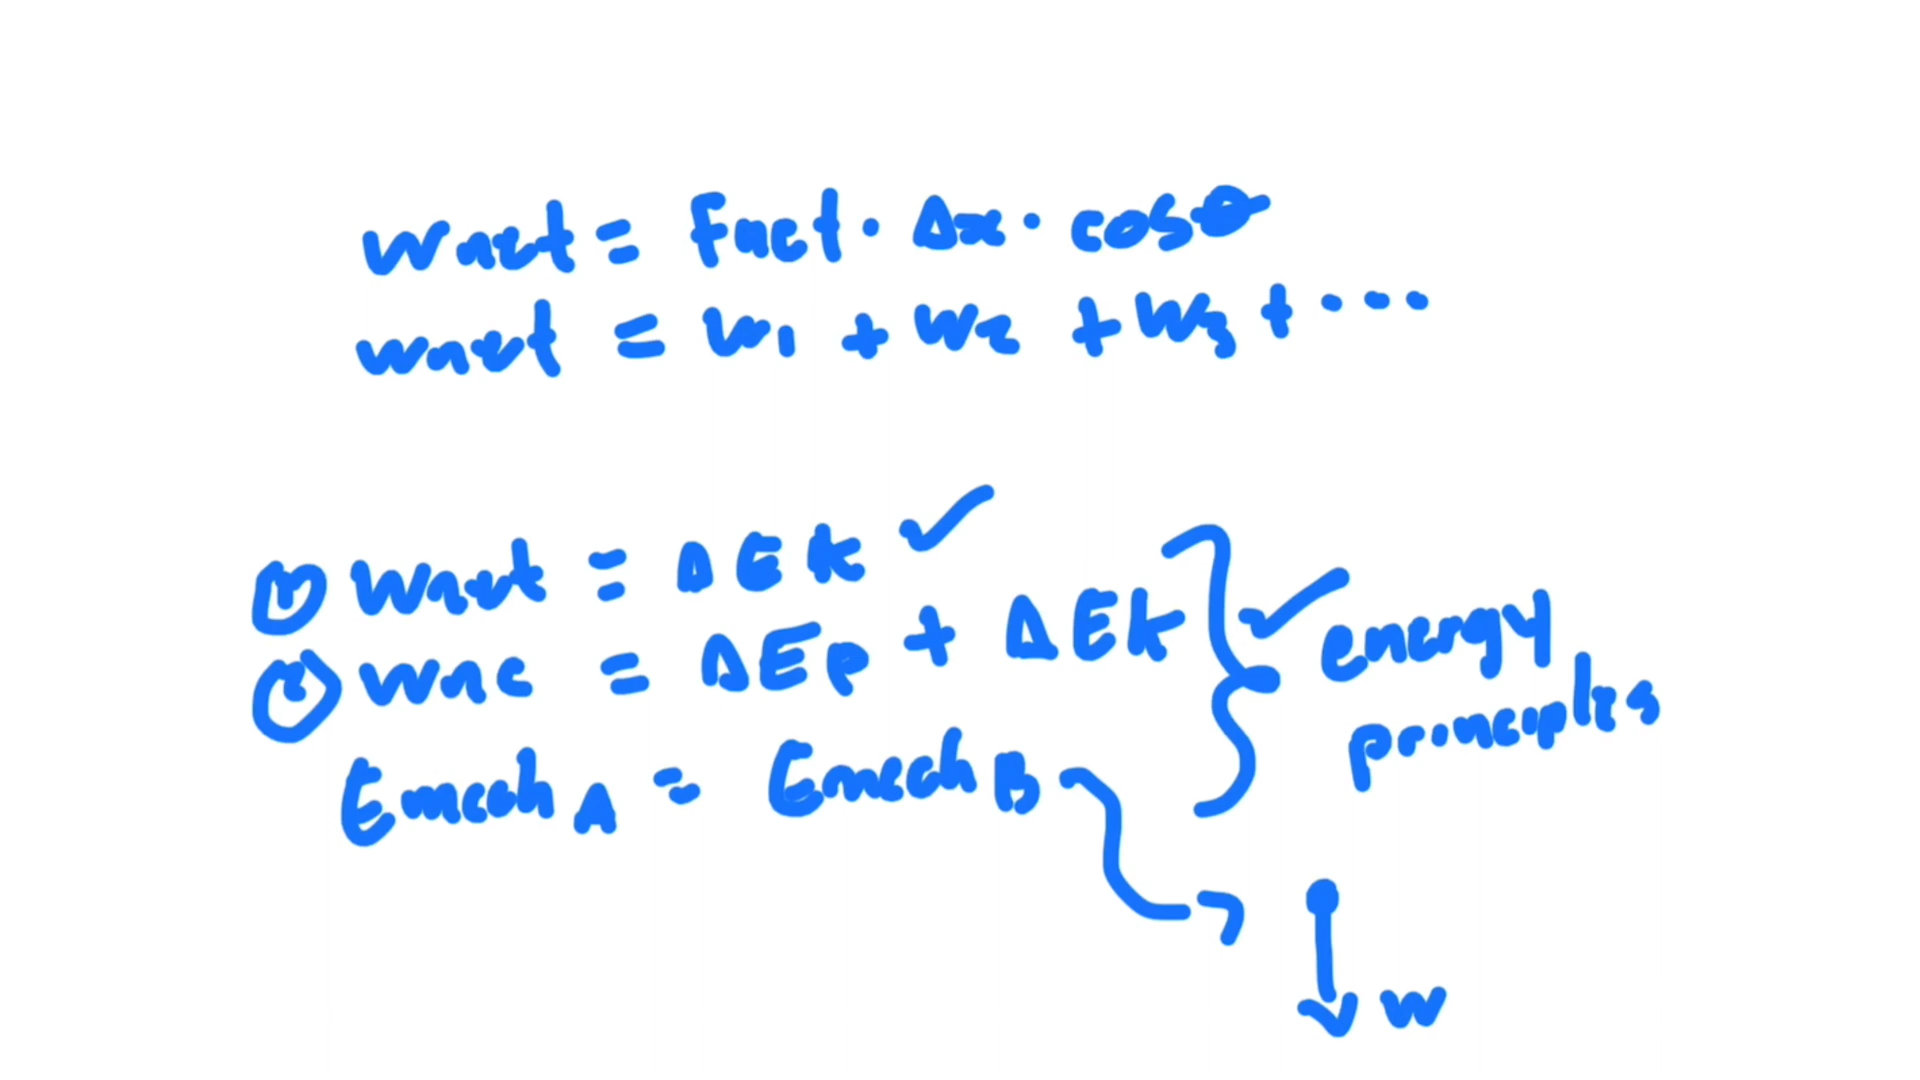 Wnet = Fnet · Δx · cosθ
Wnet = W1 + W2 + W3 + ...
① Wnet = ΔEk ✓
② Wnc = ΔEp + ΔEk ✓ energy principles
Emech A = Emech B
W